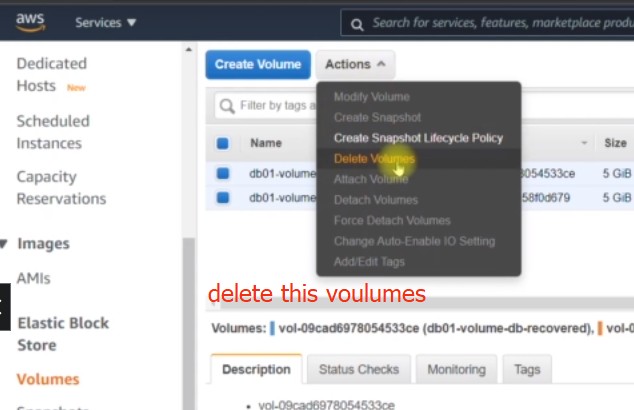 aws
Services
Search for services, features, marketplace produ
Dedicated
Hosts New
Scheduled
Instances
Capacity
Reservations
Images
AMIs
Elastic Block
Store
Volumes
Create Volume
Actions
Filter by tags a
Modify Volume
Create Snapshot
Create Snapshot Lifecycle Policy
Delete Volumes
Attach Volume
Detach Volumes
Force Detach Volumes
Change Auto-Enable IO Setting
Add/Edit Tags
Name
Size
db01-volume
8054533ce
5 GiB
db01-volume
58f0d679
5 GiB
delete this voulumes
Volumes: vol-09cad6978054533ce (db01-volume-db-recovered), vol-0
Description
Status Checks
Monitoring
Tags
vol-09cad6978054533ce